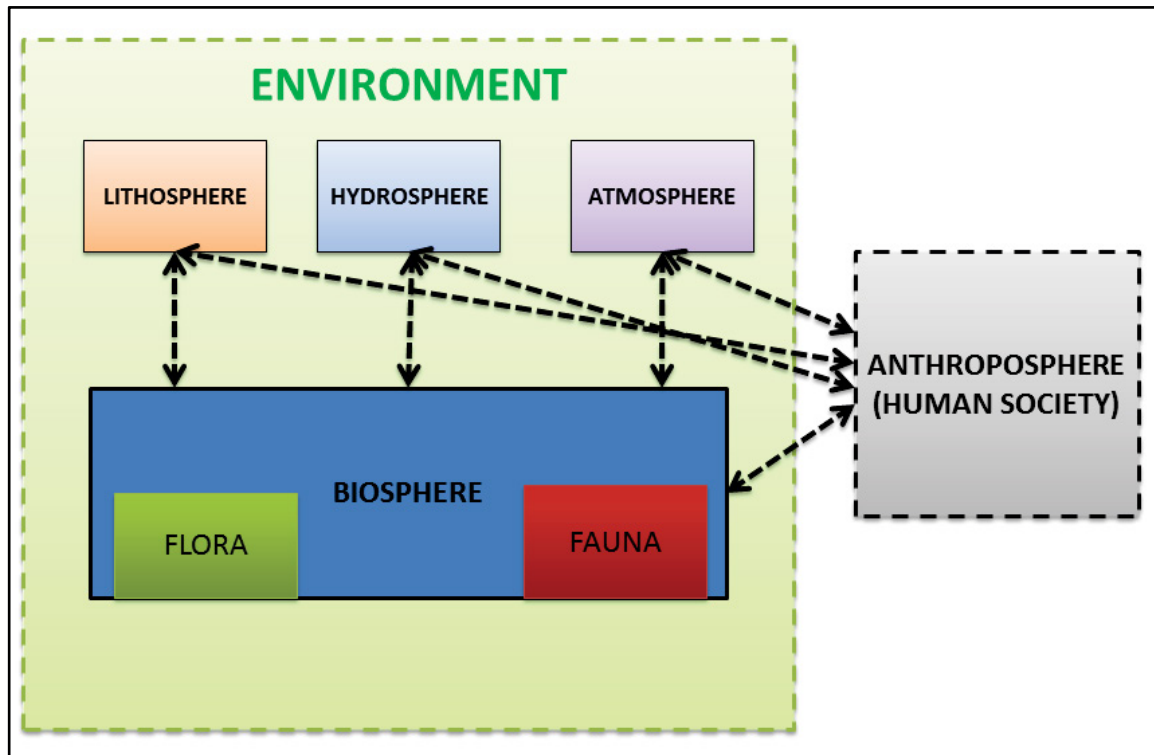 ENVIRONMENT
LITHOSPHERE
HYDROSPHERE
ATMOSPHERE
ANTHROPOSPHERE
(HUMAN SOCIETY)
BIOSPHERE
FLORA
FAUNA